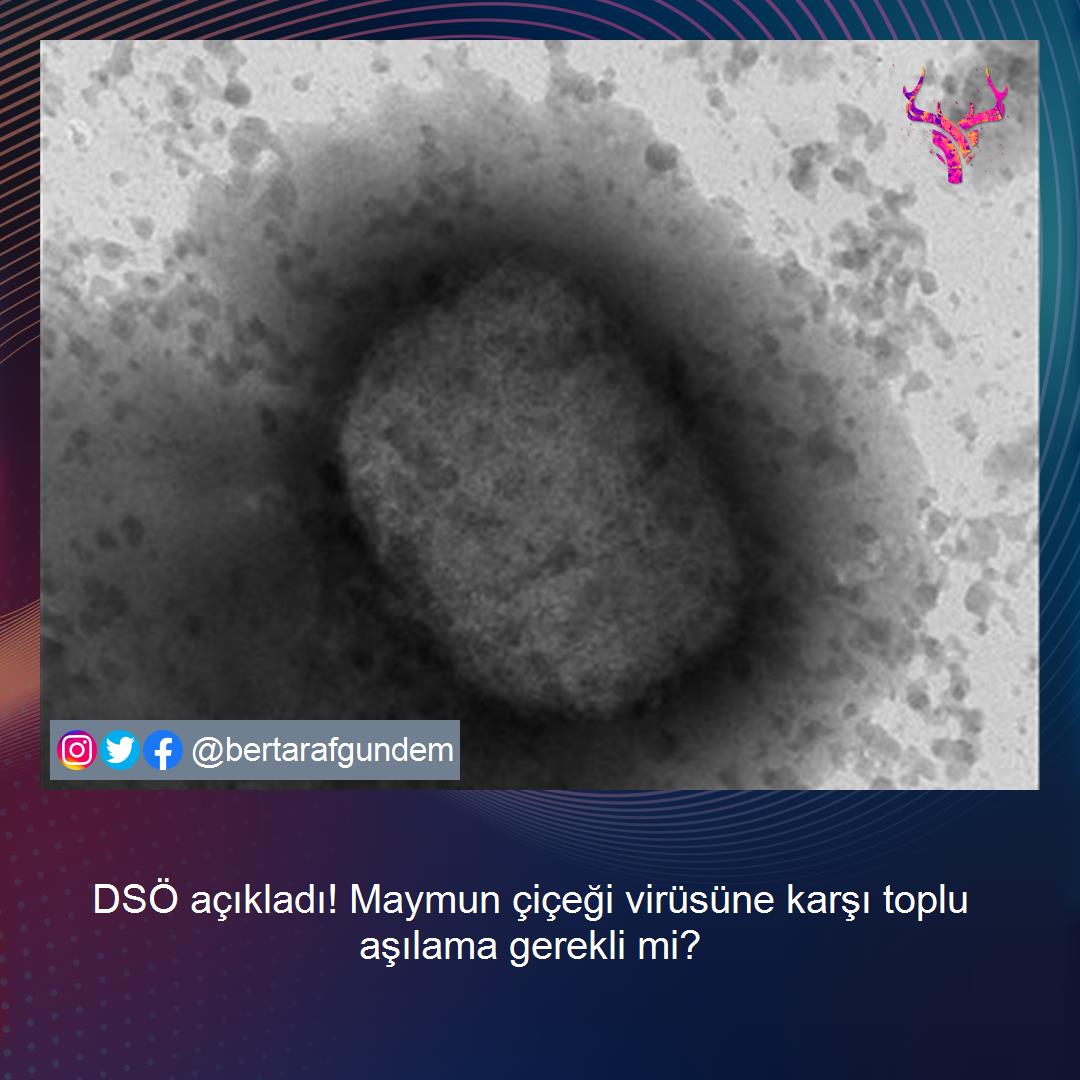 @bertarafgundem
DSÖ açıkladı! Maymun çiçeği virüsüne karşı toplu
aşılama gerekli mi?